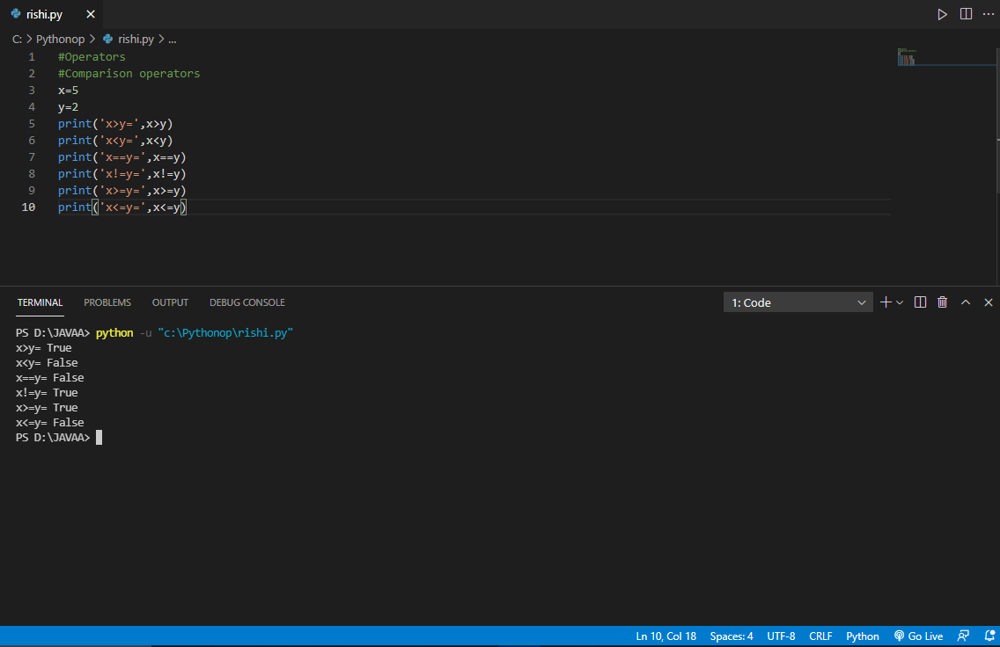 rishi.py
C: > Pythonop > rishi.py > ...
1 #Operators
2 #Comparison operators
3 x=5
4 y=2
5 print('x>y=',x>y)
6 print('x<y=',x<y)
7 print('x==y=',x==y)
8 print('x!=y=',x!=y)
9 print('x>=y=',x>=y)
10 print('x<=y=',x<=y)
TERMINAL PROBLEMS OUTPUT DEBUG CONSOLE 1: Code
PS D:\JAVAA> python -u "c:\Pythonop\rishi.py"
x>y= True
x<y= False
x==y= False
x!=y= True
x>=y= True
x<=y= False
PS D:\JAVAA>
Ln 10, Col 18 Spaces: 4 UTF-8 CRLF Python Go Live